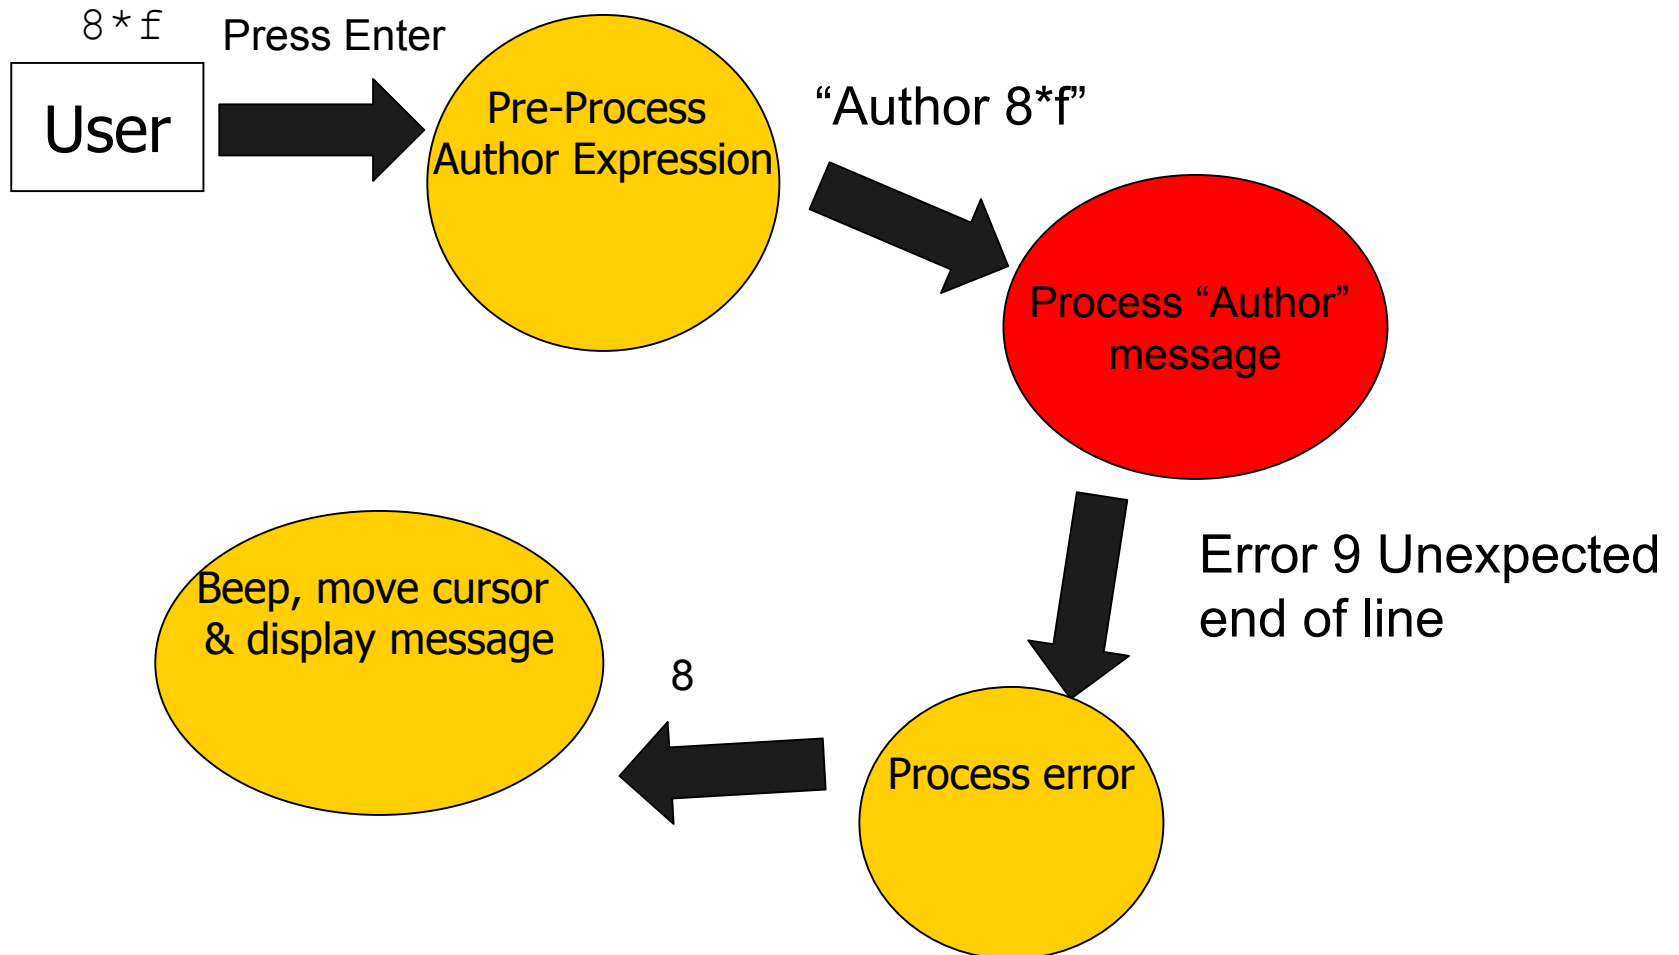 8*f
Press Enter
User
Pre-Process
Author Expression
“Author 8*f”
Process “Author”
message
Error 9 Unexpected
end of line
Process error
8
Beep, move cursor
& display message